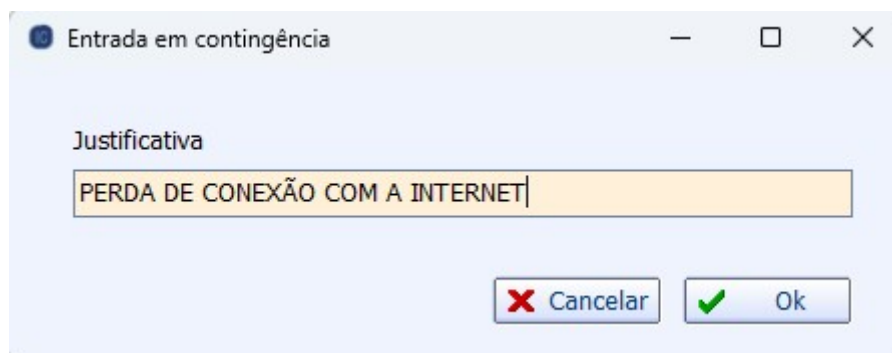 Entrada em contingência
Justificativa
PERDA DE CONEXÃO COM A INTERNET
Cancelar
Ok